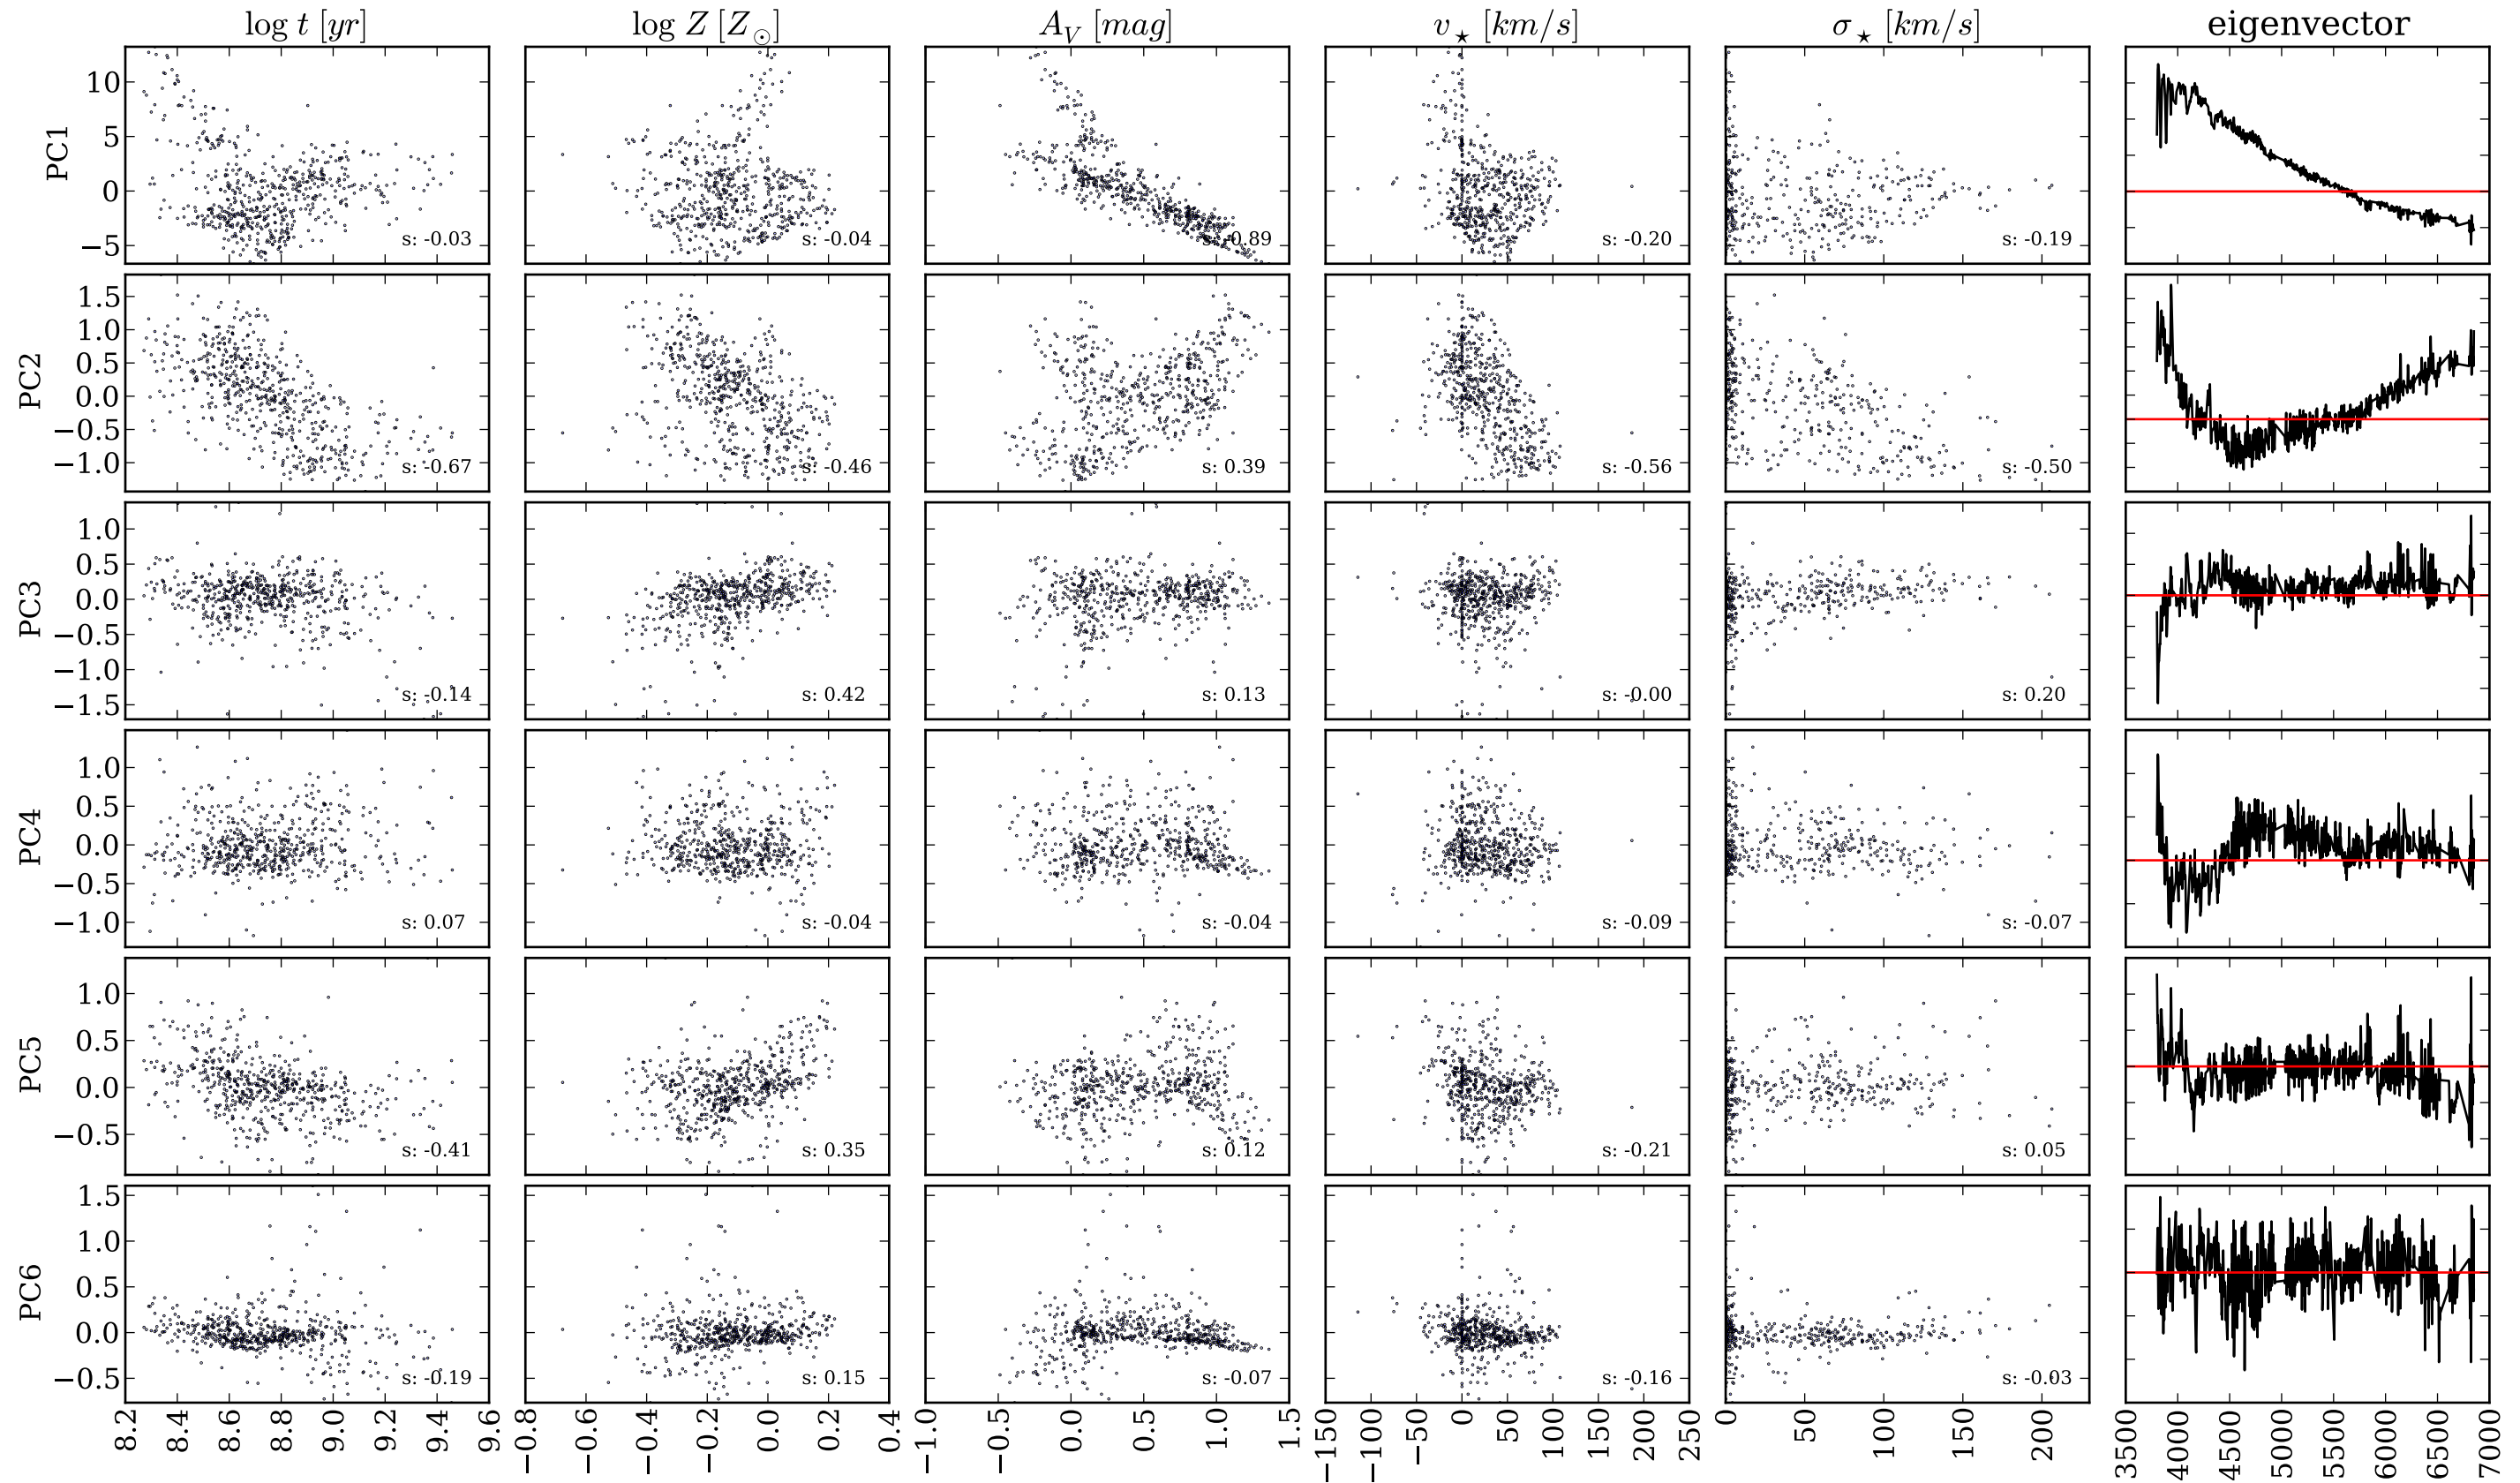 log t [yr] log Z [Z⊙] A_V [mag] v⋆ [km/s] σ⋆ [km/s] eigenvector
PC1
10
5
0
−5
s: -0.03 s: -0.04 s: -0.89 s: -0.20 s: -0.19
PC2
1.5
1.0
0.5
0.0
−0.5
−1.0
s: -0.67 s: -0.46 s: 0.39 s: -0.56 s: -0.50
PC3
1.0
0.5
0.0
−0.5
−1.0
−1.5
s: -0.14 s: 0.42 s: 0.13 s: -0.00 s: 0.20
PC4
1.0
0.5
0.0
−0.5
−1.0
s: 0.07 s: -0.04 s: -0.04 s: -0.09 s: -0.07
PC5
1.0
0.5
0.0
−0.5
s: -0.41 s: 0.35 s: 0.12 s: -0.21 s: 0.05
PC6
1.5
1.0
0.5
0.0
−0.5
s: -0.19 s: 0.15 s: -0.07 s: -0.16 s: -0.03
8.2 8.4 8.6 8.8 9.0 9.2 9.4 9.6 −0.8 −0.6 −0.4 −0.2 0.0 0.2 0.4 −1.0 −0.5 0.0 0.5 1.0 1.5 −150 −100 −50 0 50 100 150 200 250 0 50 100 150 200 3500 4000 4500 5000 5500 6000 6500 7000